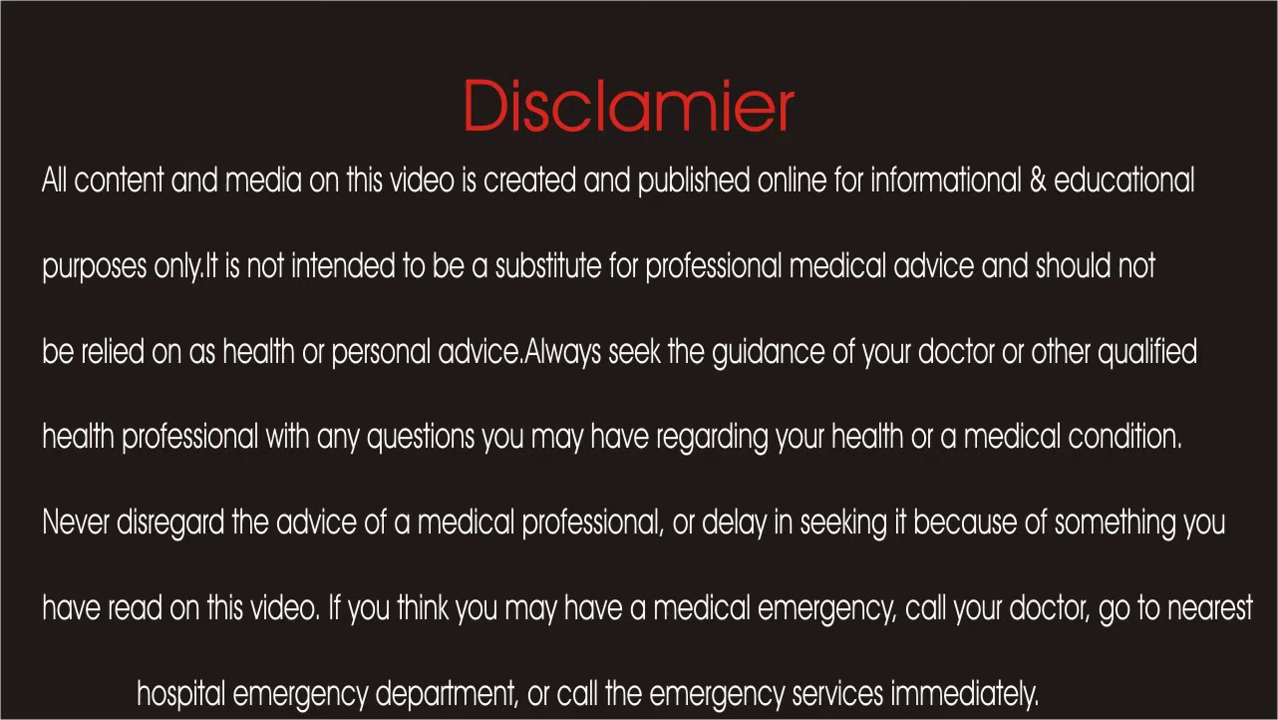 Disclamier
All content and media on this video is created and published online for informational & educational
purposes only.It is not intended to be a substitute for professional medical advice and should not
be relied on as health or personal advice.Always seek the guidance of your doctor or other qualified
health professional with any questions you may have regarding your health or a medical condition.
Never disregard the advice of a medical professional, or delay in seeking it because of something you
have read on this video. If you think you may have a medical emergency, call your doctor, go to nearest
hospital emergency department, or call the emergency services immediately.